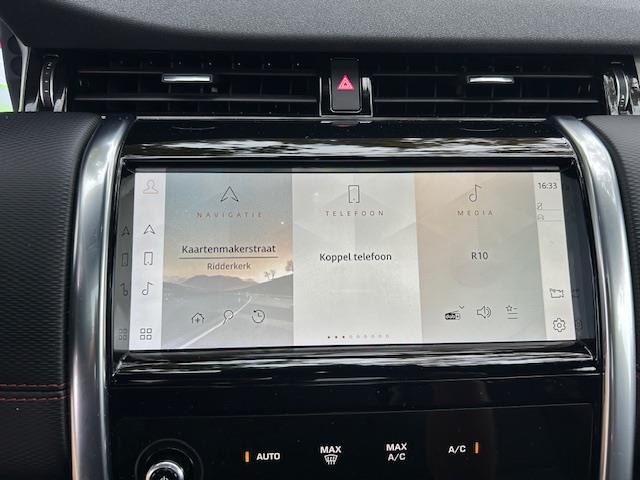 16:33
NAVIGATIE
TELEFOON
MEDIA
Kaartenmakerstraat
Ridderkerk
Koppel telefoon
R10
AUTO
MAX
MAX
A/C
A/C